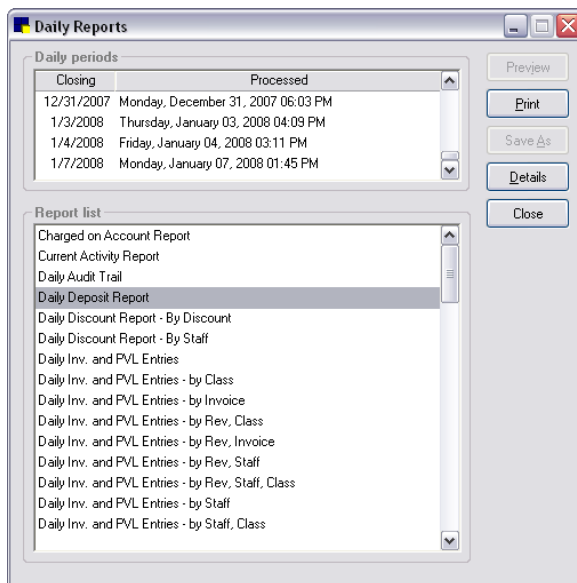 Daily Reports
Daily periods
Closing Processed
12/31/2007 Monday, December 31, 2007 06:03 PM
1/3/2008 Thursday, January 03, 2008 04:09 PM
1/4/2008 Friday, January 04, 2008 03:11 PM
1/7/2008 Monday, January 07, 2008 01:45 PM
Preview
Print
Save As
Details
Close
Report list
Charged on Account Report
Current Activity Report
Daily Audit Trail
Daily Deposit Report
Daily Discount Report - By Discount
Daily Discount Report - By Staff
Daily Inv. and PVL Entries
Daily Inv. and PVL Entries - by Class
Daily Inv. and PVL Entries - by Invoice
Daily Inv. and PVL Entries - by Rev, Class
Daily Inv. and PVL Entries - by Rev, Invoice
Daily Inv. and PVL Entries - by Rev, Staff
Daily Inv. and PVL Entries - by Rev, Staff, Class
Daily Inv. and PVL Entries - by Staff
Daily Inv. and PVL Entries - by Staff, Class